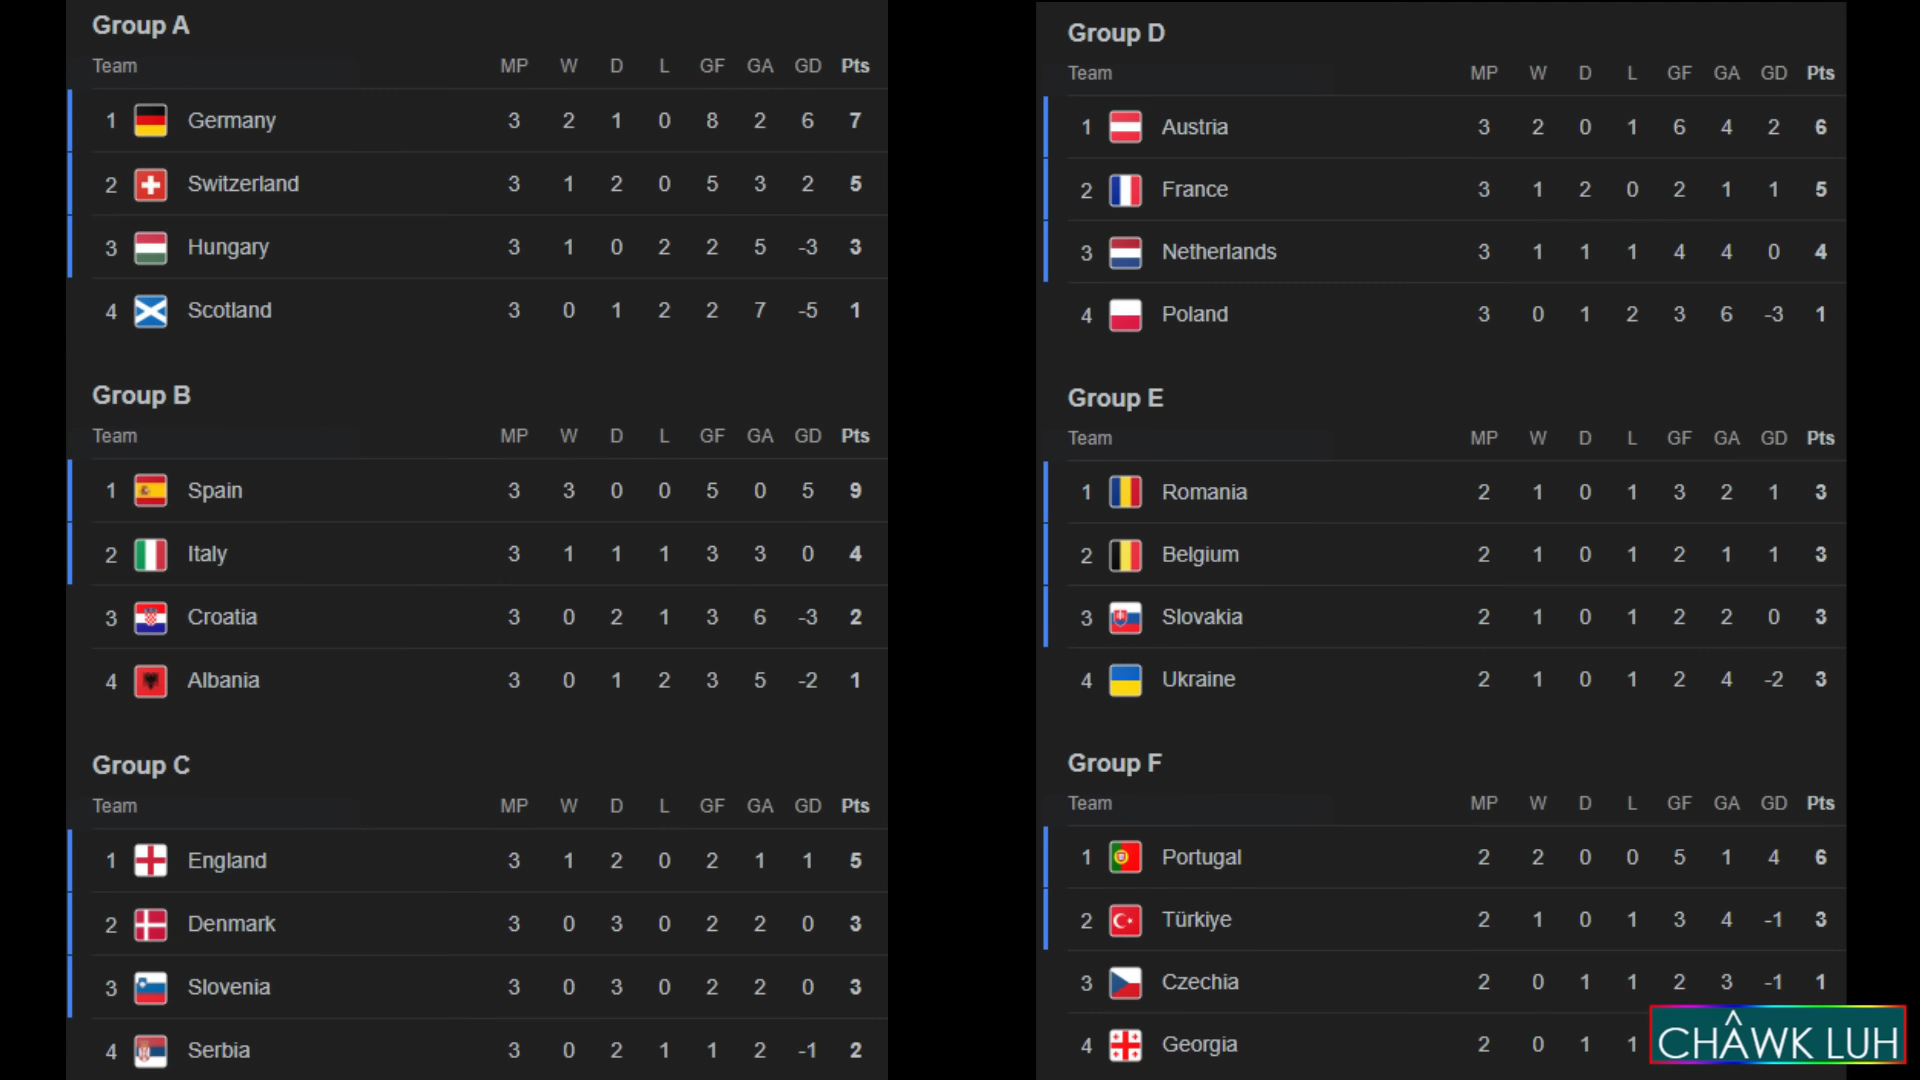 Group A
Team MP W D L GF GA GD Pts
1 Germany 3 2 1 0 8 2 6 7
2 Switzerland 3 1 2 0 5 3 2 5
3 Hungary 3 1 0 2 2 5 -3 3
4 Scotland 3 0 1 2 2 7 -5 1
Group B
Team MP W D L GF GA GD Pts
1 Spain 3 3 0 0 5 0 5 9
2 Italy 3 1 1 1 3 3 0 4
3 Croatia 3 0 2 1 3 6 -3 2
4 Albania 3 0 1 2 3 5 -2 1
Group C
Team MP W D L GF GA GD Pts
1 England 3 1 2 0 2 1 1 5
2 Denmark 3 0 3 0 2 2 0 3
3 Slovenia 3 0 3 0 2 2 0 3
4 Serbia 3 0 2 1 1 2 -1 2
Group D
Team MP W D L GF GA GD Pts
1 Austria 3 2 0 1 6 4 2 6
2 France 3 1 2 0 2 1 1 5
3 Netherlands 3 1 1 1 4 4 0 4
4 Poland 3 0 1 2 3 6 -3 1
Group E
Team MP W D L GF GA GD Pts
1 Romania 2 1 0 1 3 2 1 3
2 Belgium 2 1 0 1 2 1 1 3
3 Slovakia 2 1 0 1 2 2 0 3
4 Ukraine 2 1 0 1 2 4 -2 3
Group F
Team MP W D L GF GA GD Pts
1 Portugal 2 2 0 0 5 1 4 6
2 Türkiye 2 1 0 1 3 4 -1 3
3 Czechia 2 0 1 1 2 3 -1 1
4 Georgia 2 0 1 1
CHÂWK LUH